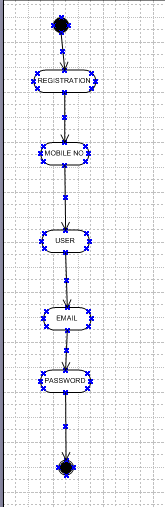 REGISTRATION
MOBILE NO
USER
EMAIL
PASSWORD